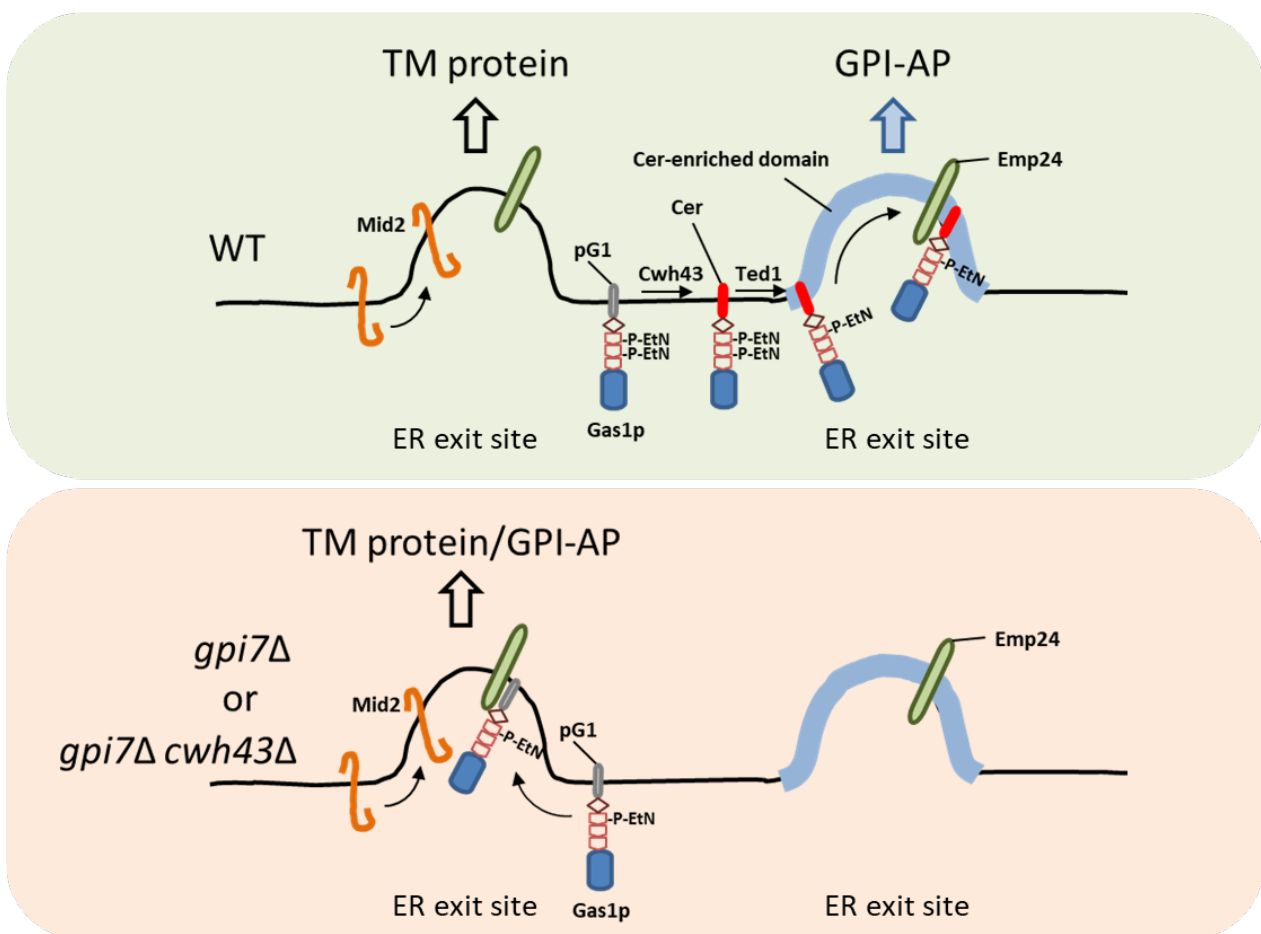 TM protein
GPI-AP
Cer-enriched domain
Emp24
Mid2
Cer
WT
pG1
Cwh43
Ted1
-P-EtN
-P-EtN
-P-EtN
-P-EtN
-P-EtN
-P-EtN
Gas1p
ER exit site
ER exit site
TM protein/GPI-AP
gpi7Δ
or
gpi7Δ cwh43Δ
Mid2
Emp24
pG1
-P-EtN
-P-EtN
Gas1p
ER exit site
ER exit site